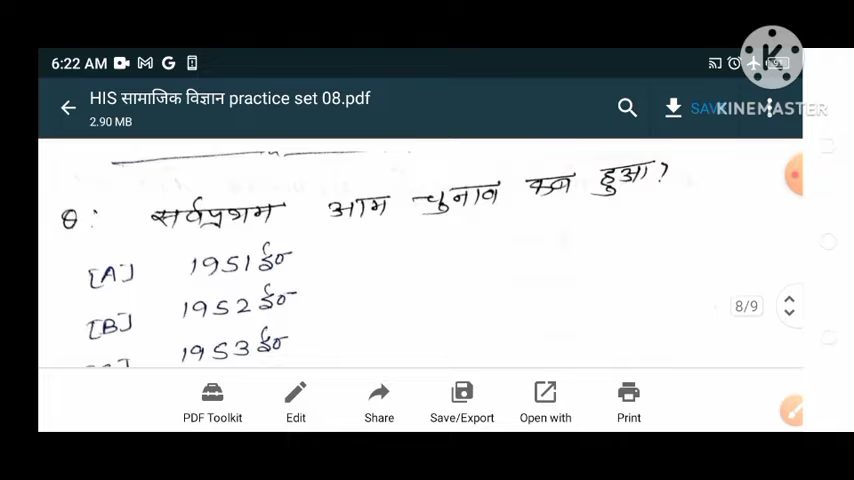 6:22 AM
HIS सामाजिक विज्ञान practice set 08.pdf
2.90 MB
SAVE
KINEMASTER
Q: सर्वप्रथम आम चुनाव कब हुआ?
[A] 1951 ई०
[B] 1952 ई०
1953 ई०
8/9
PDF Toolkit
Edit
Share
Save/Export
Open with
Print